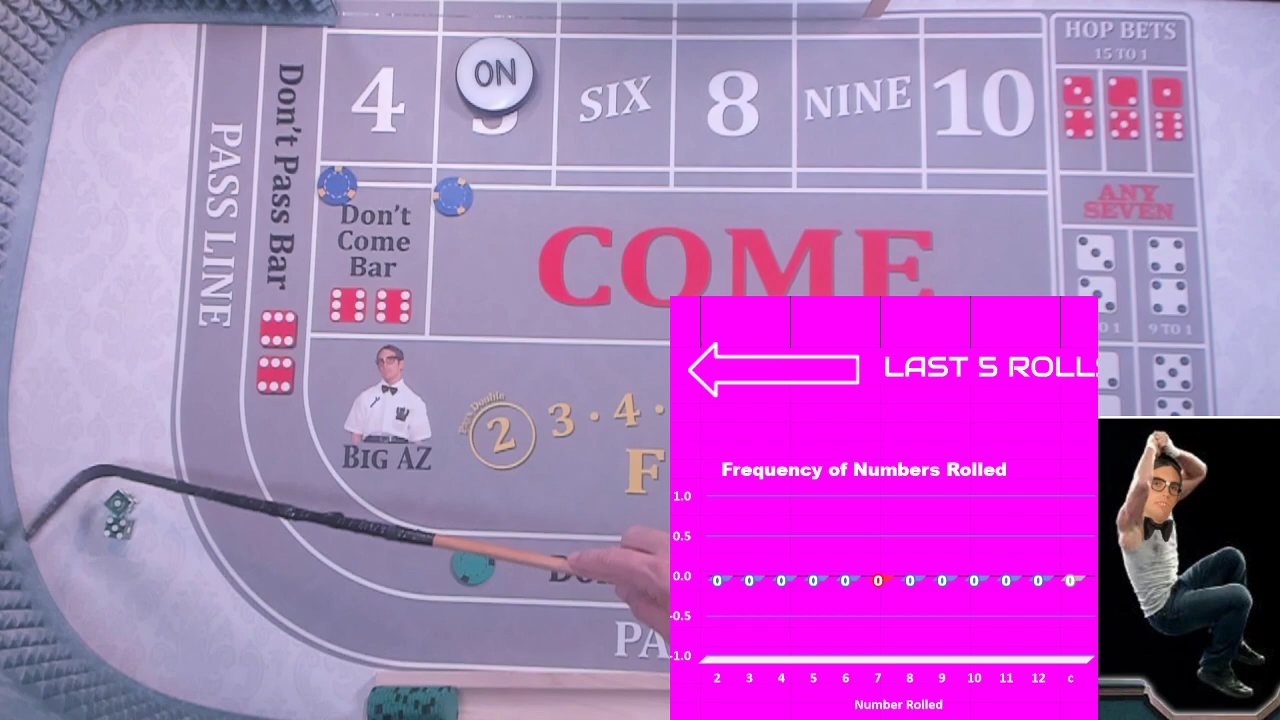 4
ON
SIX
8
NINE
10
HOP BETS
15 TO 1
PASS LINE
Don't Pass Bar
Don't
Come
Bar
COME
ANY
SEVEN
9 TO 1
BIG AZ
2
3 · 4 ·
F
PA
LAST 5 ROLLS
Frequency of Numbers Rolled
1.0
0.5
0.0
-0.5
-1.0
0 0 0 0 0 0 0 0 0 0 0 0
2 3 4 5 6 7 8 9 10 11 12 c
Number Rolled